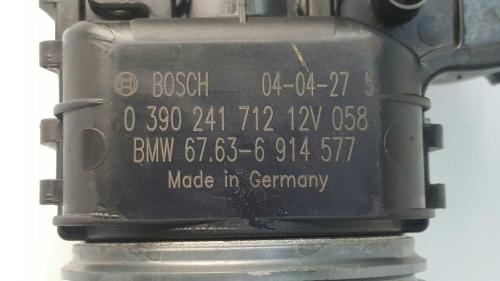 BOSCH 04-04-27 5
0 390 241 712 12V 058
BMW 67.63-6 914 577
Made in Germany